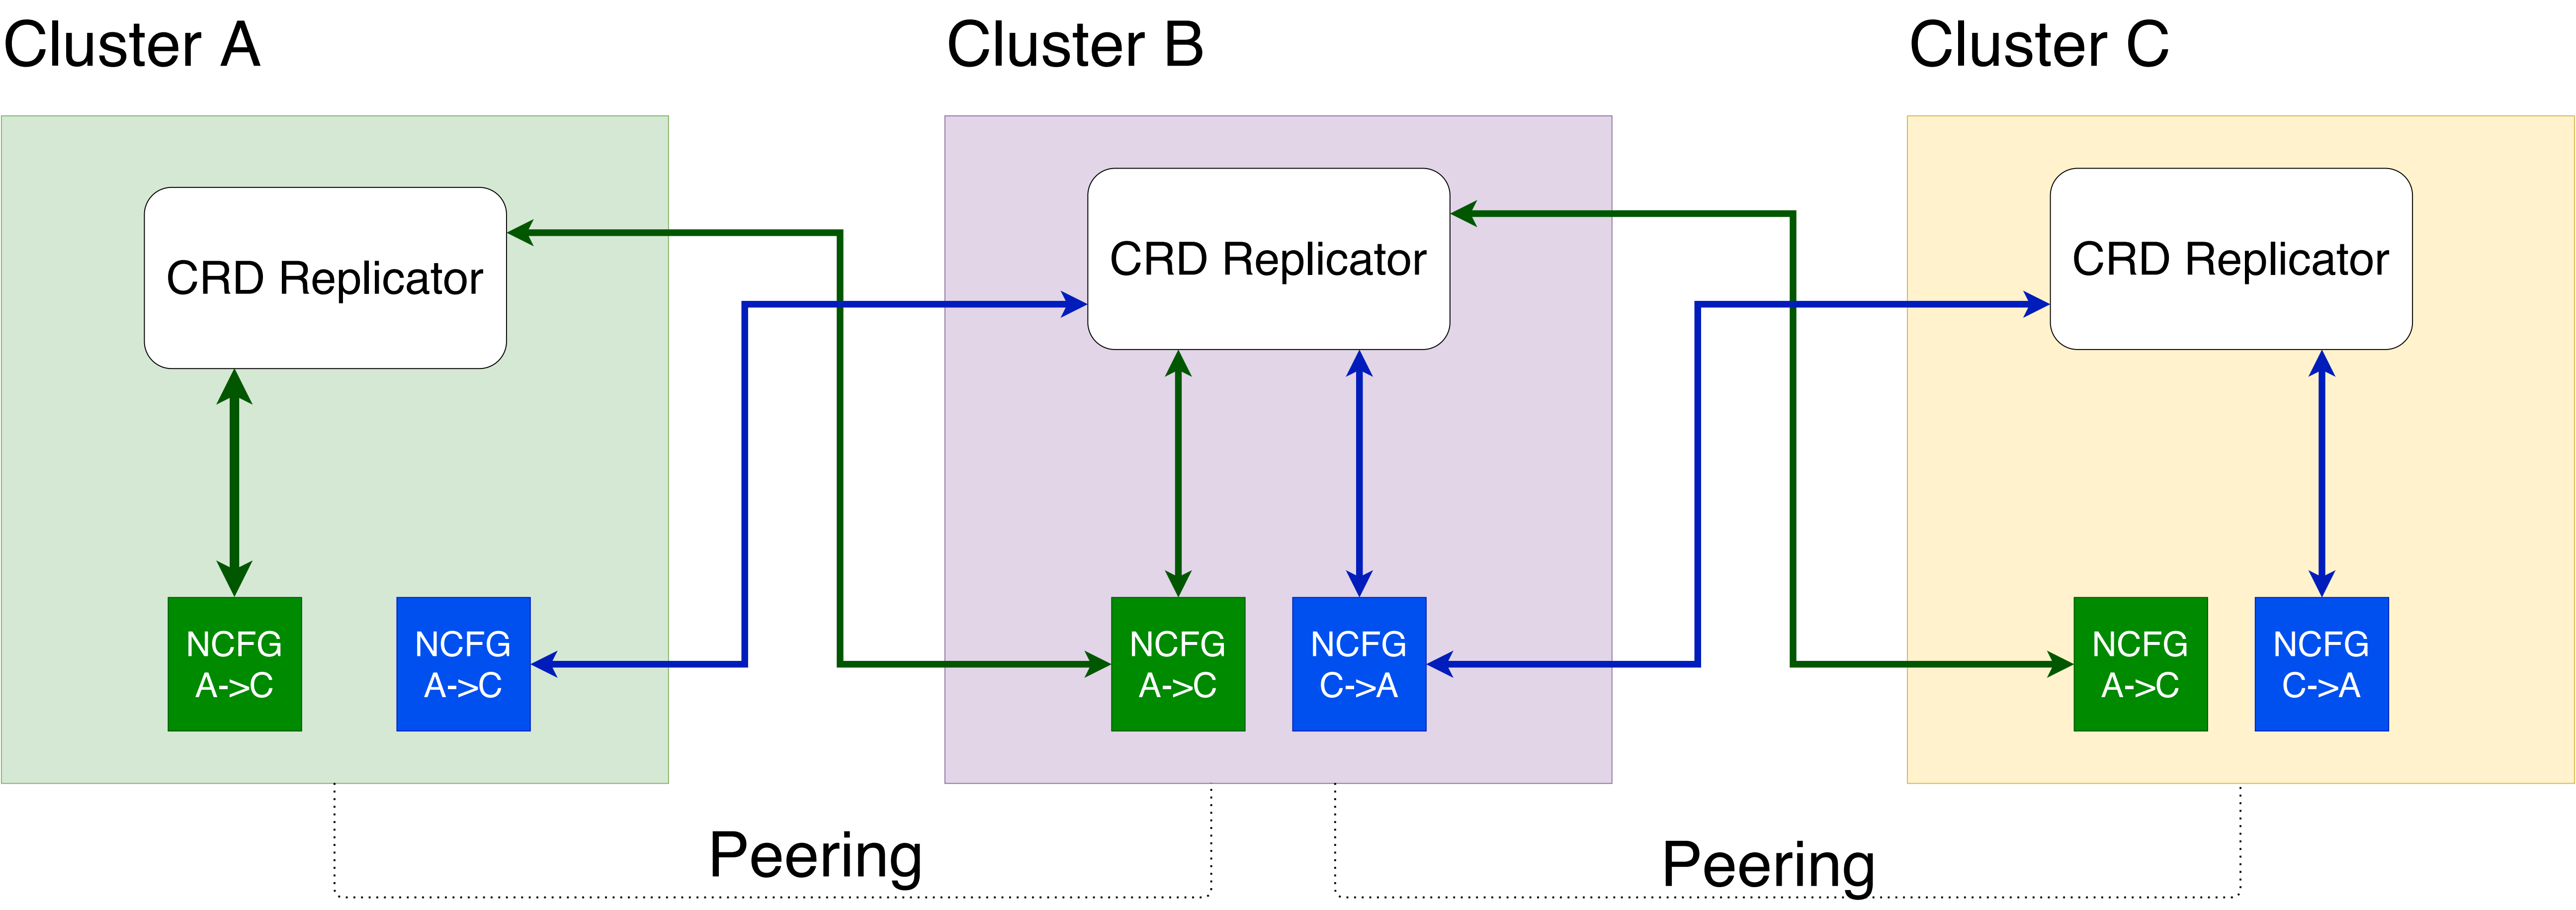 Cluster A
Cluster B
Cluster C
CRD Replicator
CRD Replicator
CRD Replicator
NCFG
A->C
NCFG
A->C
NCFG
A->C
NCFG
C->A
NCFG
A->C
NCFG
C->A
Peering
Peering